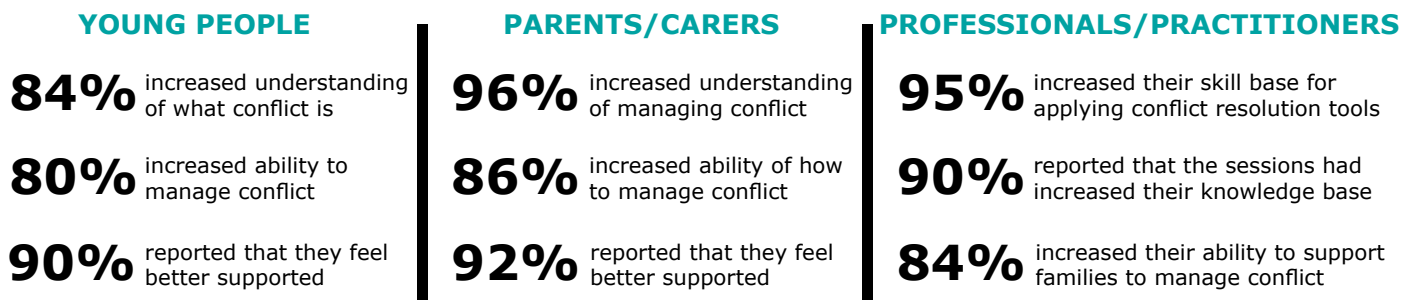 YOUNG PEOPLE
84%
increased understanding
of what conflict is
80%
increased ability to
manage conflict
90%
reported that they feel
better supported
PARENTS/CARERS
96%
increased understanding
of managing conflict
86%
increased ability of how
to manage conflict
92%
reported that they feel
better supported
PROFESSIONALS/PRACTITIONERS
95%
increased their skill base for
applying conflict resolution tools
90%
reported that the sessions had
increased their knowledge base
84%
increased their ability to support
families to manage conflict